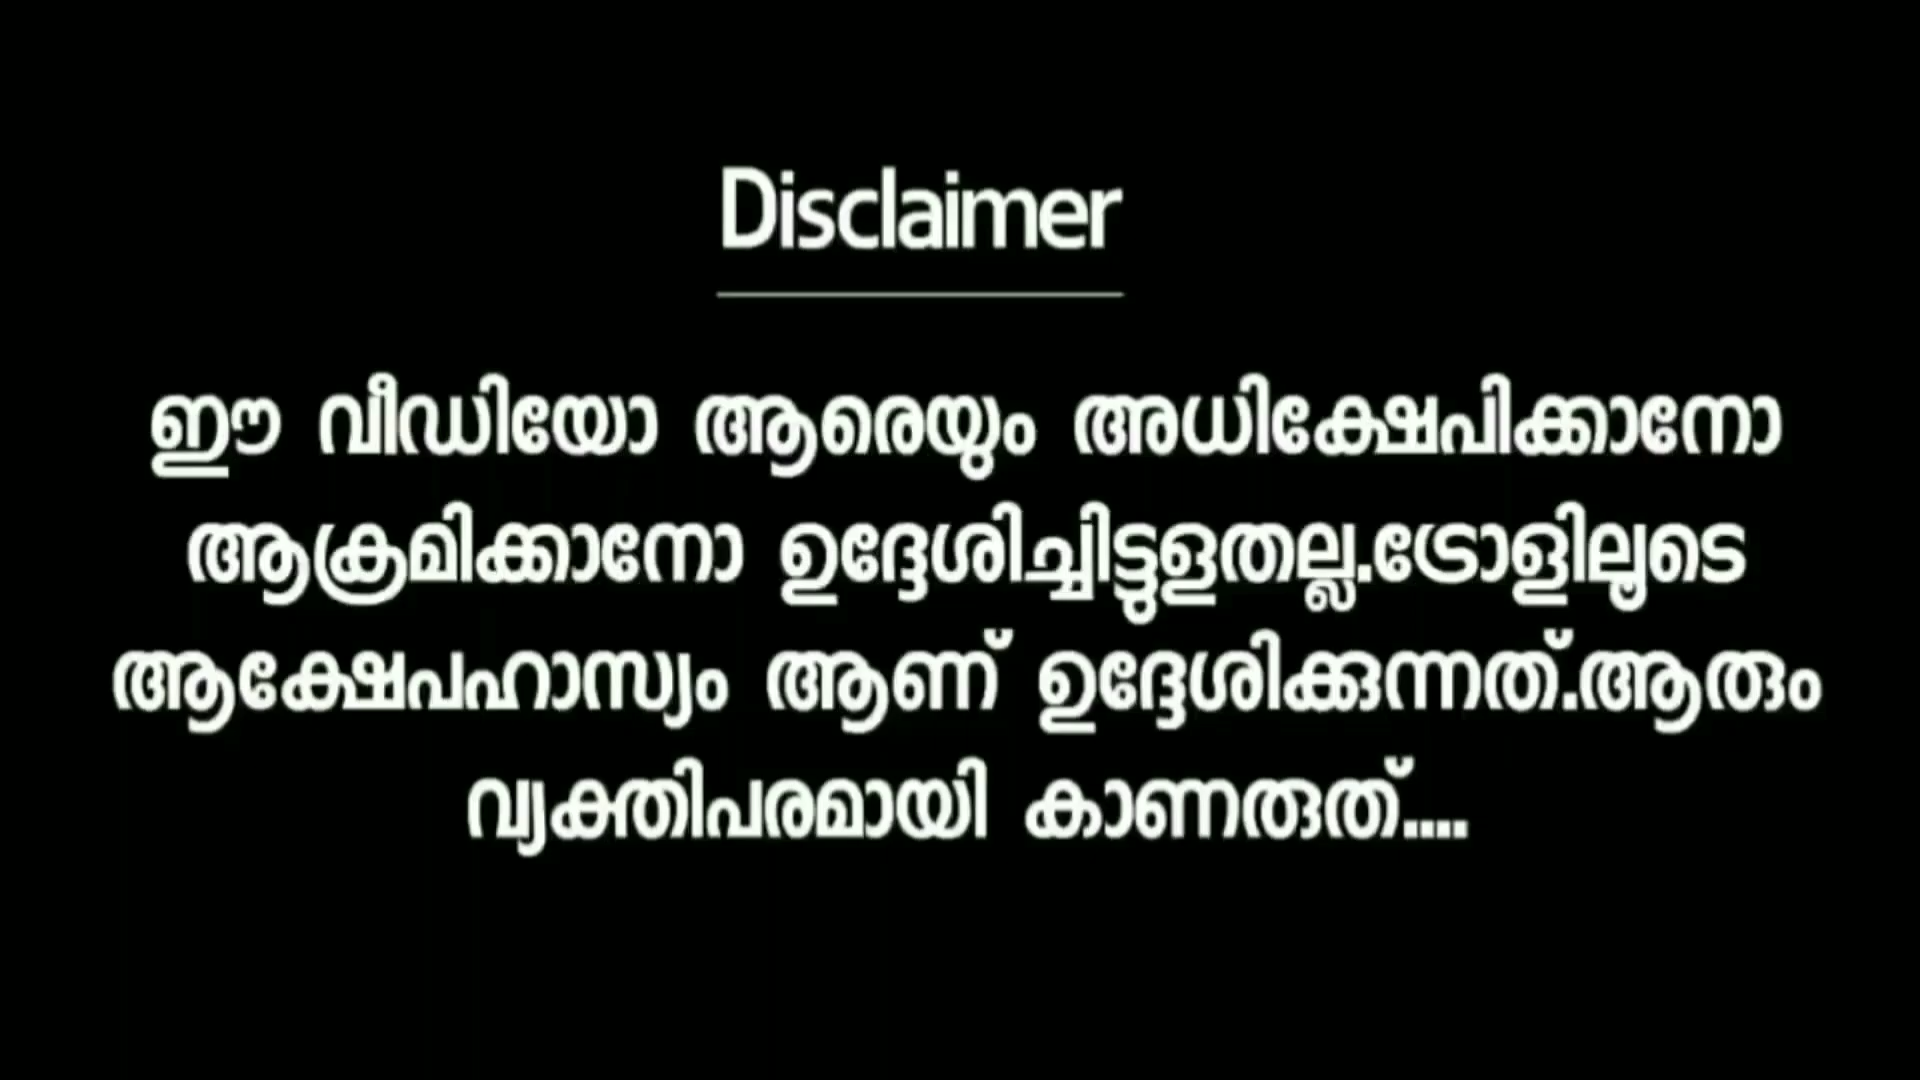 Disclaimer
ഈ വീഡിയോ ആരെയും അധിക്ഷേപിക്കാനോ
ആക്രമിക്കാനോ ഉദ്ദേശിച്ചിട്ടുളതല്ല.ട്രോളിലൂടെ
ആക്ഷേപഹാസ്യം ആണ് ഉദ്ദേശിക്കുന്നത്.ആരും
വ്യക്തിപരമായി കാണരുത്....